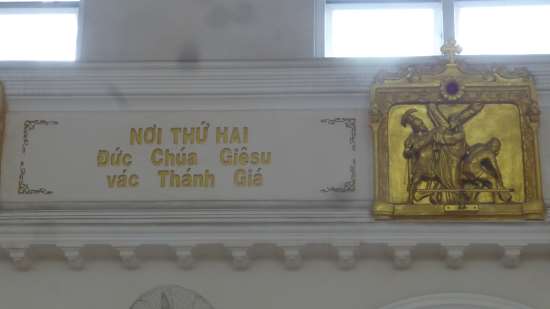 NƠI THỨ HAI
Đức Chúa Giêsu
vác Thánh Giá